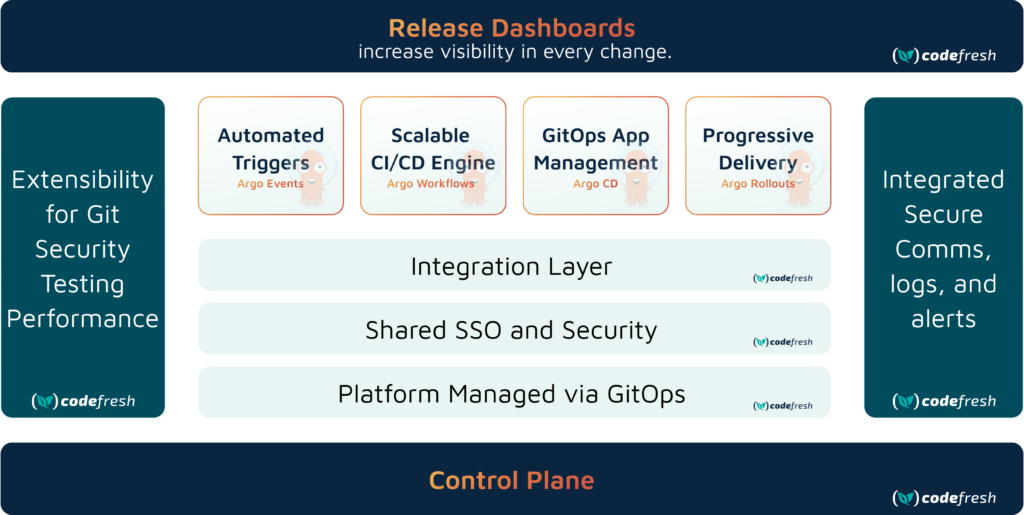 Release Dashboards
increase visibility in every change.
codefresh
Extensibility
for Git
Security
Testing
Performance
codefresh
Automated
Triggers
Argo Events
Scalable
CI/CD Engine
Argo Workflows
GitOps App
Management
Argo CD
Progressive
Delivery
Argo Rollouts
Integration Layer
codefresh
Shared SSO and Security
codefresh
Platform Managed via GitOps
codefresh
Integrated
Secure
Comms,
logs, and
alerts
codefresh
Control Plane
codefresh